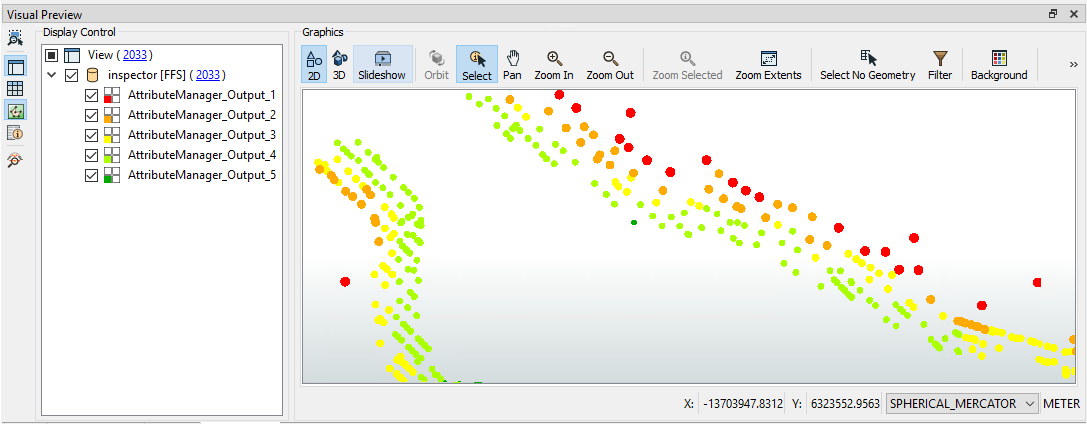 Visual Preview
Display Control
View ( 2033 )
inspector [FFS] ( 2033 )
AttributeManager_Output_1
AttributeManager_Output_2
AttributeManager_Output_3
AttributeManager_Output_4
AttributeManager_Output_5
Graphics
2D 3D Slideshow Orbit Select Pan Zoom In Zoom Out Zoom Selected Zoom Extents Select No Geometry Filter Background »
X: -13703947.8312 Y: 6323552.9563 SPHERICAL_MERCATOR METER